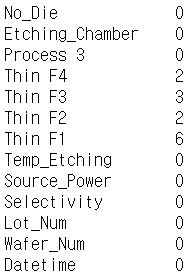 No_Die 0
Etching_Chamber 0
Process 3 0
Thin F4 2
Thin F3 3
Thin F2 2
Thin F1 6
Temp_Etching 0
Source_Power 0
Selectivity 0
Lot_Num 0
Wafer_Num 0
Datetime 0